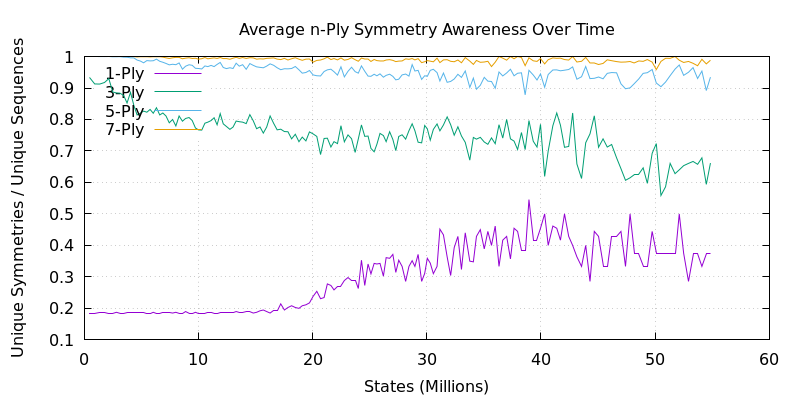 Average n-Ply Symmetry Awareness Over Time
Unique Symmetries / Unique Sequences
1
0.9
0.8
0.7
0.6
0.5
0.4
0.3
0.2
0.1
1-Ply
3-Ply
5-Ply
7-Ply
0 10 20 30 40 50 60
States (Millions)